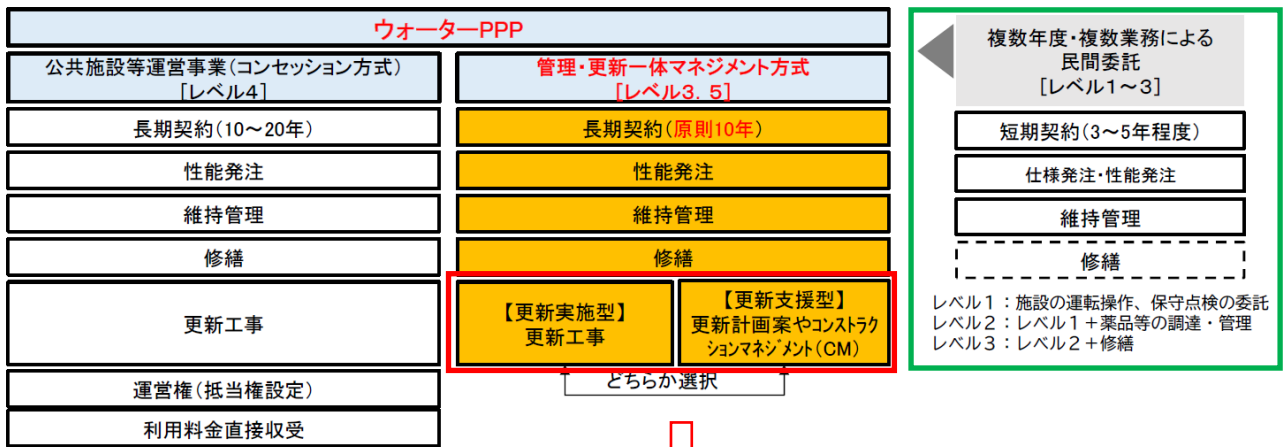 ウォーターPPP
公共施設等運営事業(コンセッション方式)
[レベル4]
長期契約(10～20年)
性能発注
維持管理
修繕
更新工事
運営権(抵当権設定)
利用料金直接収受
管理・更新一体マネジメント方式
[レベル3．5]
長期契約(原則10年)
性能発注
維持管理
修繕
【更新実施型】
更新工事
【更新支援型】
更新計画案やコンストラク
ションマネジメント(CM)
どちらか選択
複数年度・複数業務による
民間委託
[レベル1～3]
短期契約(3～5年程度)
仕様発注・性能発注
維持管理
修繕
レベル1：施設の運転操作、保守点検の委託
レベル2：レベル1＋薬品等の調達・管理
レベル3：レベル2＋修繕